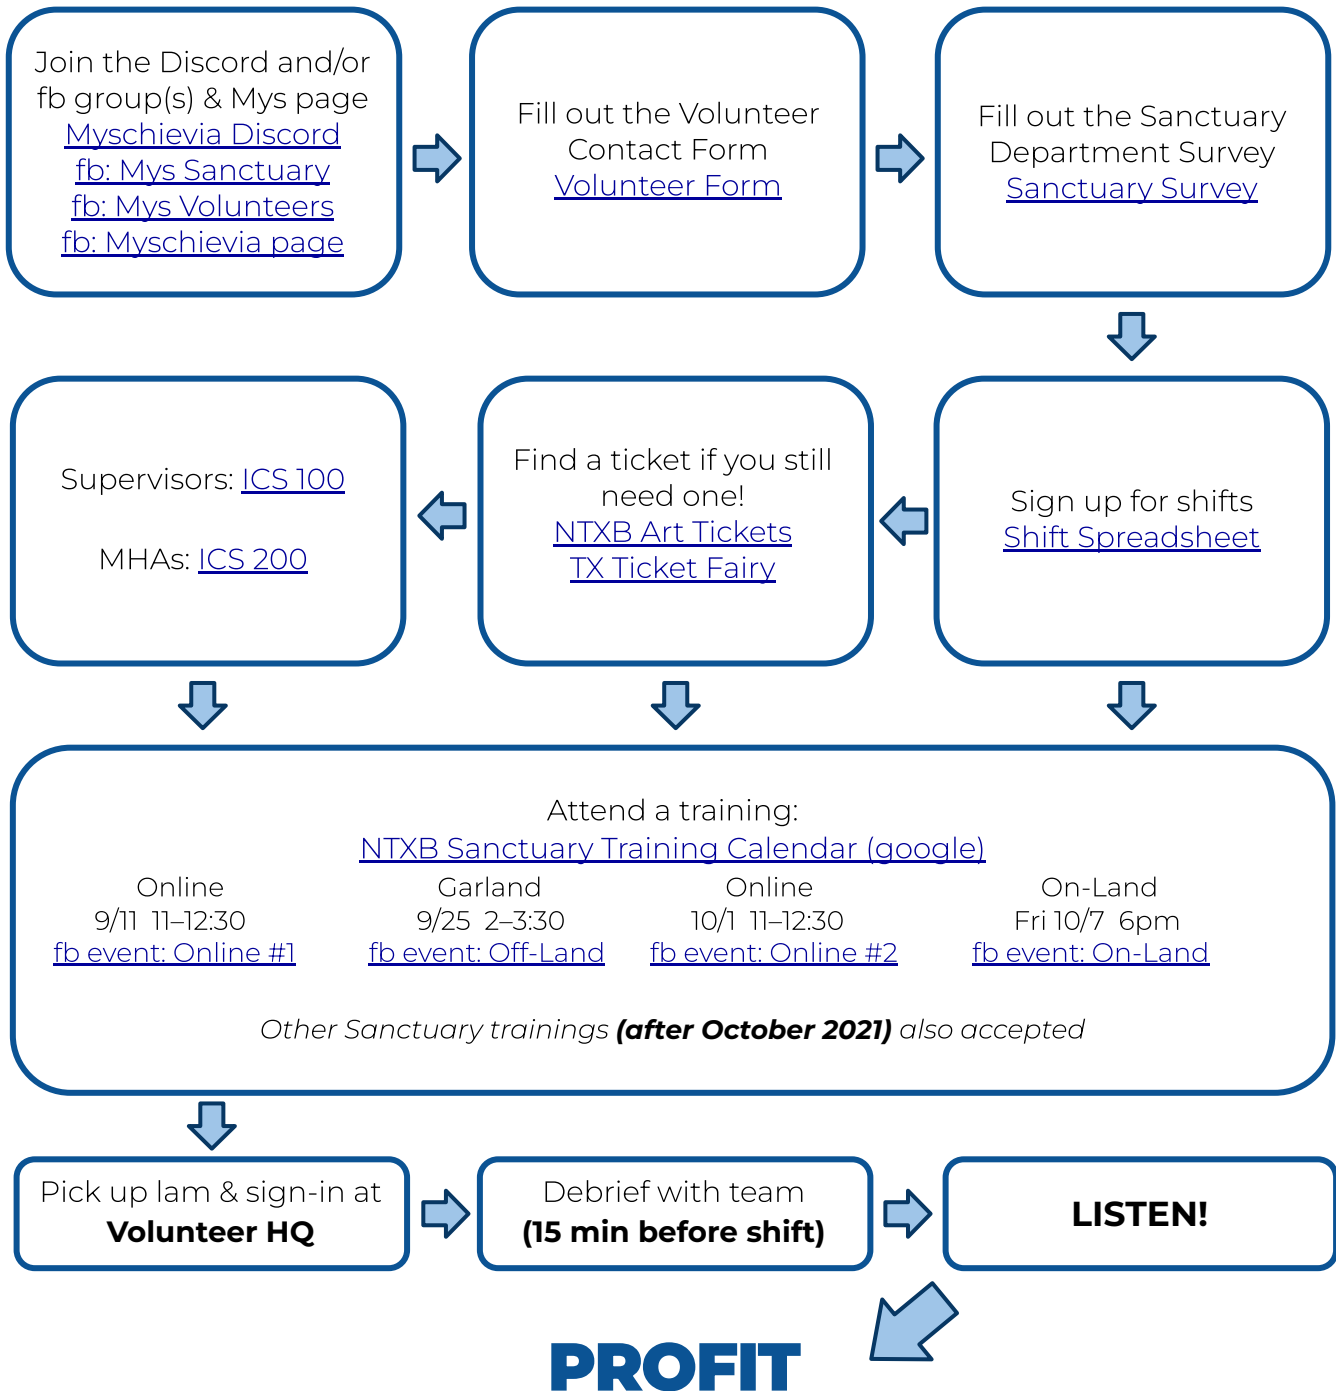 Join the Discord and/or
fb group(s) & Mys page
Myschievia Discord
fb: Mys Sanctuary
fb: Mys Volunteers
fb: Myschievia page
Fill out the Volunteer
Contact Form
Volunteer Form
Fill out the Sanctuary
Department Survey
Sanctuary Survey
Supervisors: ICS 100
MHAs: ICS 200
Find a ticket if you still
need one!
NTXB Art Tickets
TX Ticket Fairy
Sign up for shifts
Shift Spreadsheet
Attend a training:
NTXB Sanctuary Training Calendar (google)
Online
9/11 11–12:30
fb event: Online #1
Garland
9/25 2–3:30
fb event: Off-Land
Online
10/1 11–12:30
fb event: Online #2
On-Land
Fri 10/7 6pm
fb event: On-Land
Other Sanctuary trainings (after October 2021) also accepted
Pick up lam & sign-in at
Volunteer HQ
Debrief with team
(15 min before shift)
LISTEN!
PROFIT